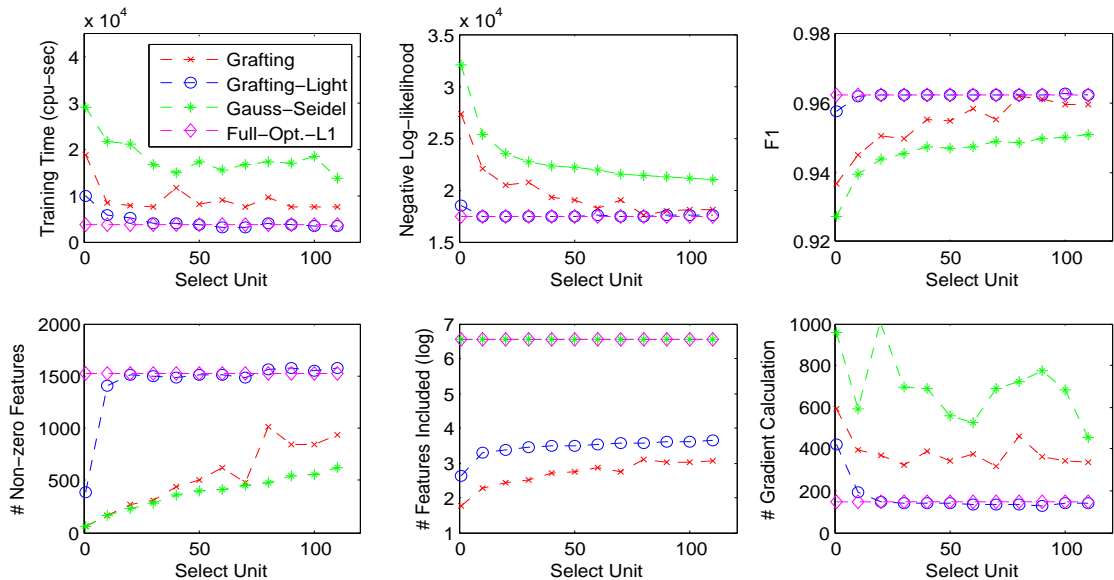 x 10^4
4
3
2
1
0
0
50
100
Select Unit
Training Time (cpu-sec)
Grafting
Grafting-Light
Gauss-Seidel
Full-Opt.-L1
x 10^4
3.5
3
2.5
2
1.5
0
50
100
Select Unit
Negative Log-likelihood
0.98
0.96
0.94
0.92
0
50
100
Select Unit
F1
2000
1500
1000
500
0
0
50
100
Select Unit
# Non-zero Features
7
6
5
4
3
2
1
0
50
100
Select Unit
# Features Included (log)
1000
800
600
400
200
0
0
50
100
Select Unit
# Gradient Calculation